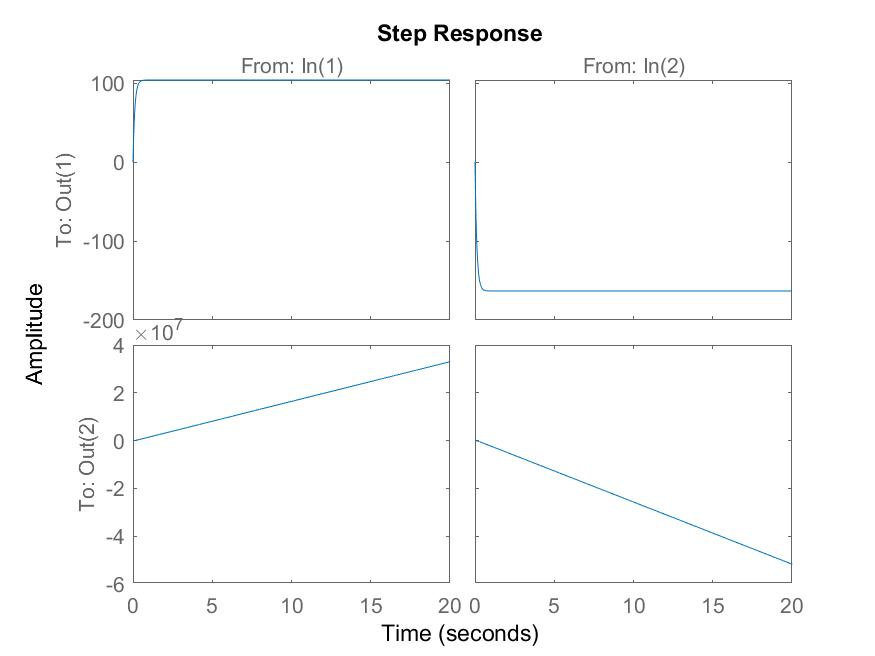 Step Response
From: In(1)
From: In(2)
To: Out(1)
100
0
-100
-200
×10^7
To: Out(2)
4
2
0
-2
-4
-6
0 5 10 15 20
0 5 10 15 20
Amplitude
Time (seconds)